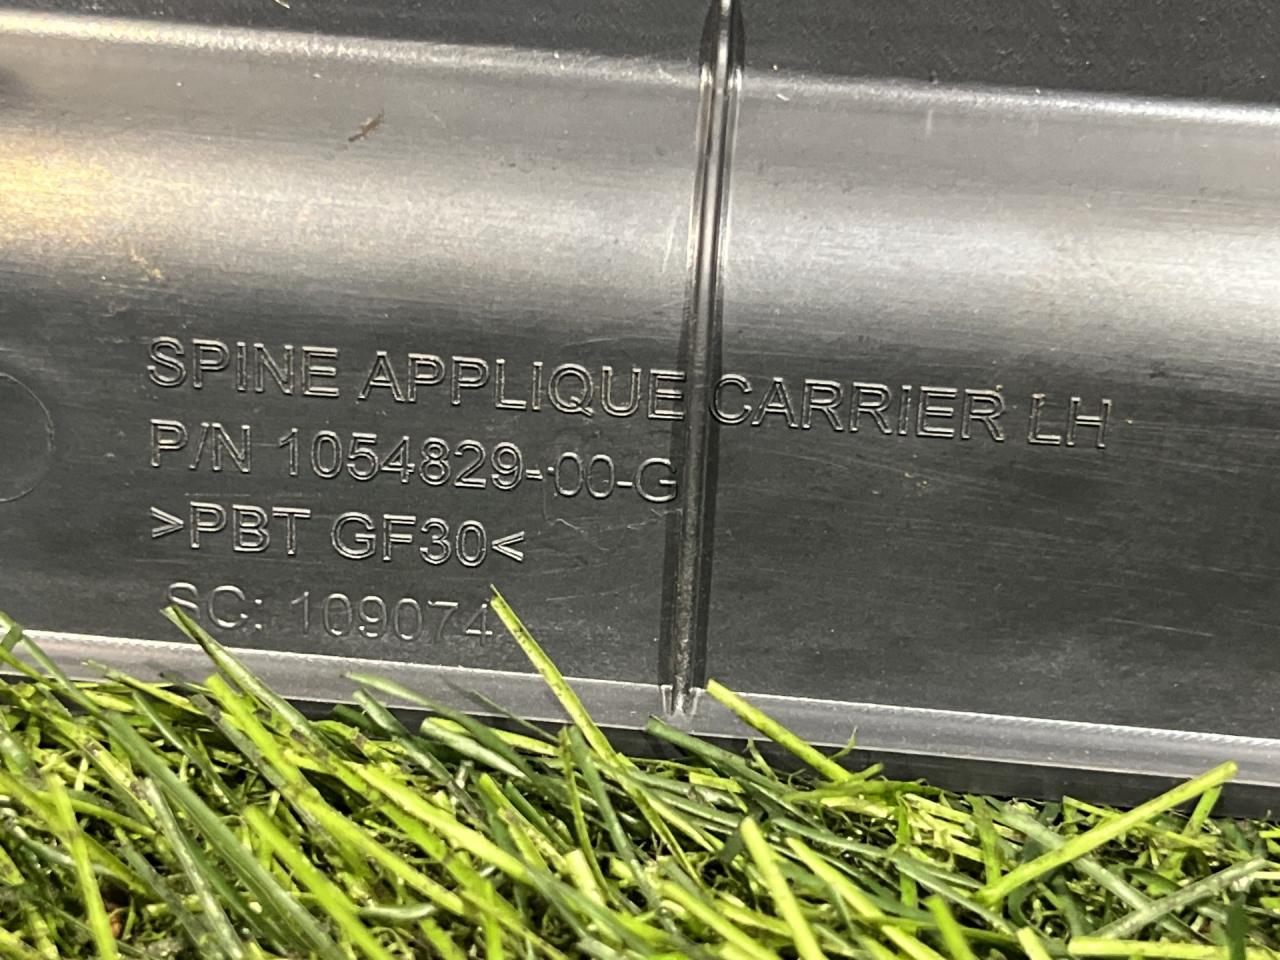 SPINE APPLIQUE CARRIER LH
P/N 1054829-00-G
>PBT GF30<
SC: 109074